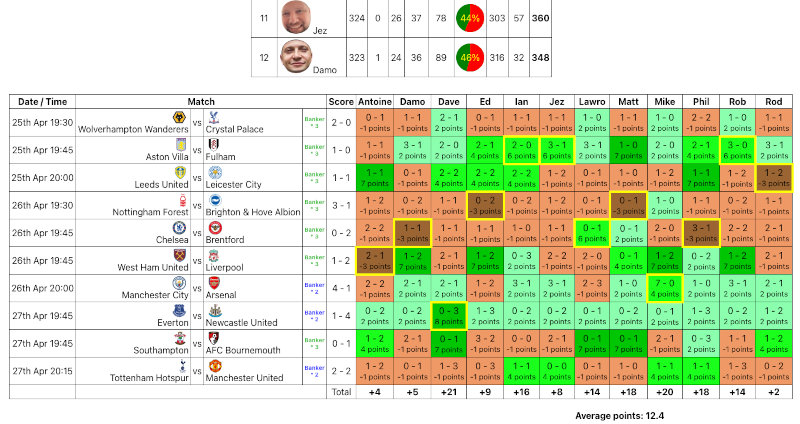 11 Jez 324 0 26 37 78 44% 303 57 360
12 Damo 323 1 24 36 89 46% 316 32 348
Date / Time Match Score Antoine Damo Dave Ed Ian Jez Lawro Matt Mike Phil Rob Rod
25th Apr 19:30 Wolverhampton Wanderers vs Crystal Palace Banker * 3 2 - 0 0 - 1 1 - 1 2 - 1 0 - 1 1 - 1 1 - 1 1 - 0 1 - 1 1 - 0 2 - 2 1 - 0 1 - 1
-1 points -1 points 2 points -1 points -1 points -1 points 2 points -1 points 2 points -1 points 2 points -1 points
25th Apr 19:45 Aston Villa vs Fulham Banker * 3 1 - 0 1 - 1 3 - 1 2 - 0 2 - 1 2 - 0 3 - 1 3 - 1 1 - 0 2 - 0 2 - 1 3 - 0 3 - 1
-1 points 2 points 2 points 4 points 6 points 6 points 2 points 7 points 2 points 4 points 6 points 2 points
25th Apr 20:00 Leeds United vs Leicester City Banker * 3 1 - 1 1 - 1 0 - 1 2 - 2 2 - 2 2 - 2 1 - 2 0 - 1 1 - 0 1 - 2 1 - 1 1 - 0 1 - 2
7 points -1 points 4 points 4 points 4 points -1 points -1 points -1 points -1 points 7 points -1 points -3 points
26th Apr 19:30 Nottingham Forest vs Brighton & Hove Albion Banker * 3 3 - 1 1 - 2 0 - 2 1 - 2 0 - 2 1 - 2 0 - 2 1 - 2 0 - 1 1 - 0 1 - 2 0 - 2 1 - 2
-1 points -1 points -1 points -3 points -1 points -1 points -1 points -3 points 2 points -1 points -1 points -1 points
26th Apr 19:45 Chelsea vs Brentford Banker * 3 0 - 2 2 - 2 1 - 1 2 - 1 1 - 1 1 - 0 1 - 1 0 - 1 0 - 1 2 - 0 3 - 1 1 - 1 2 - 1
-1 points -3 points -1 points -1 points -1 points -1 points 6 points 2 points -1 points -3 points -1 points -1 points
26th Apr 19:45 West Ham United vs Liverpool Banker * 3 1 - 2 2 - 1 1 - 2 2 - 1 1 - 2 0 - 3 2 - 2 2 - 0 0 - 1 1 - 2 0 - 2 1 - 2 2 - 1
-3 points 7 points -1 points 7 points 2 points -1 points -1 points 4 points 7 points 2 points 7 points -1 points
26th Apr 20:00 Manchester City vs Arsenal Banker * 2 4 - 1 2 - 2 2 - 1 2 - 1 1 - 2 3 - 1 3 - 1 2 - 3 1 - 0 7 - 0 2 - 1 3 - 1 2 - 1
-1 points 2 points 2 points -1 points 2 points 2 points -1 points 2 points 4 points 2 points 2 points 2 points
27th Apr 19:45 Everton vs Newcastle United Banker * 2 1 - 4 0 - 2 0 - 2 0 - 3 1 - 3 0 - 2 0 - 2 0 - 2 0 - 2 1 - 3 0 - 2 1 - 3 1 - 2
2 points 2 points 8 points 2 points 2 points 2 points 2 points 2 points 2 points 2 points 2 points 2 points
27th Apr 19:45 Southampton vs AFC Bournemouth Banker * 3 0 - 1 1 - 2 2 - 1 0 - 1 3 - 2 0 - 0 2 - 1 0 - 1 0 - 1 2 - 1 0 - 3 2 - 0 1 - 2
4 points -1 points 7 points -1 points -1 points -1 points 7 points 7 points -1 points 2 points -1 points 4 points
27th Apr 20:15 Tottenham Hotspur vs Manchester United Banker * 2 2 - 2 1 - 2 0 - 1 1 - 3 0 - 3 1 - 1 0 - 0 1 - 2 1 - 2 1 - 1 1 - 1 1 - 3 0 - 1
-1 points -1 points -1 points -1 points 4 points 4 points -1 points -1 points 4 points 4 points -1 points -1 points
Total +4 +5 +21 +9 +16 +8 +14 +18 +20 +18 +14 +2
Average points: 12.4